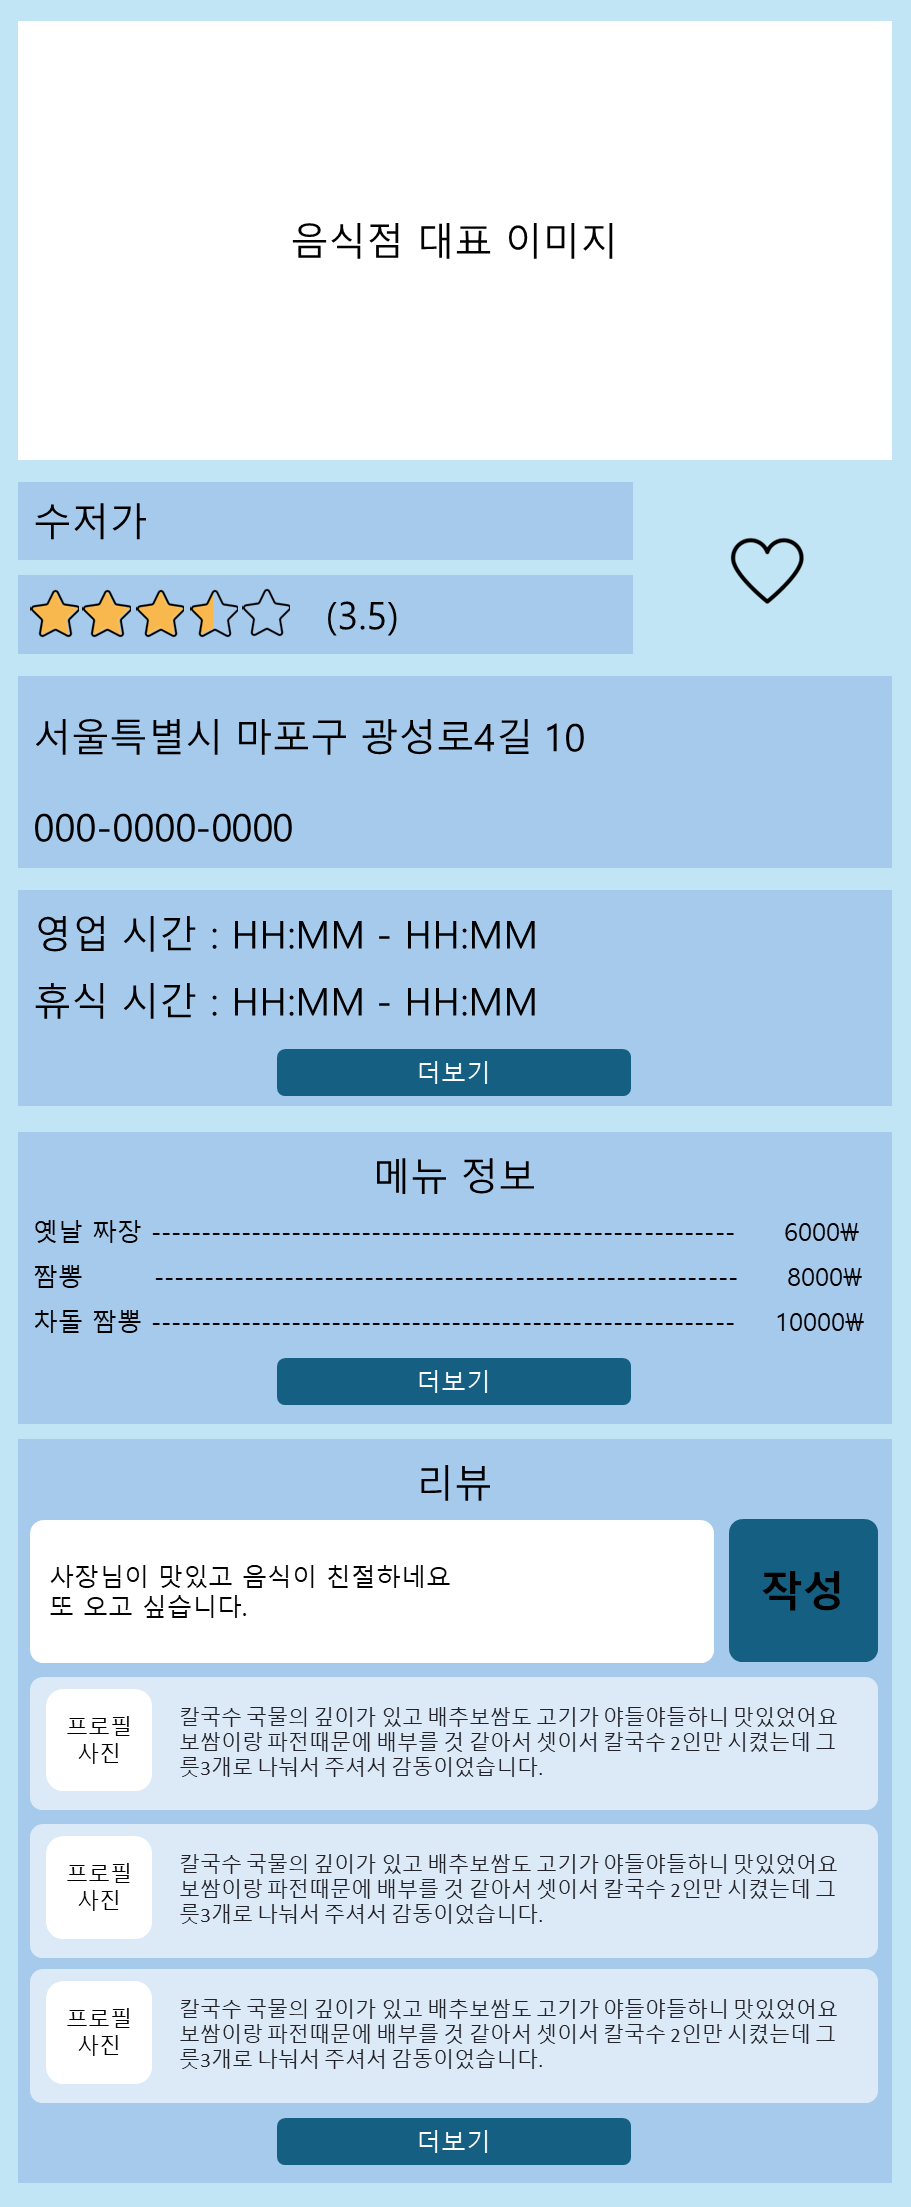 음식점 대표 이미지
수저가
(3.5)
서울특별시 마포구 광성로4길 10
000-0000-0000
영업 시간 : HH:MM - HH:MM
휴식 시간 : HH:MM - HH:MM
더보기
메뉴 정보
옛날 짜장 ---------------------------------------------------------- 6000₩
짬뽕 ---------------------------------------------------------- 8000₩
차돌 짬뽕 ---------------------------------------------------------- 10000₩
더보기
리뷰
사장님이 맛있고 음식이 친절하네요
또 오고 싶습니다.
작성
프로필
사진
칼국수 국물의 깊이가 있고 배추보쌈도 고기가 야들야들하니 맛있었어요
보쌈이랑 파전때문에 배부를 것 같아서 셋이서 칼국수 2인만 시켰는데 그
릇3개로 나눠서 주셔서 감동이었습니다.
프로필
사진
칼국수 국물의 깊이가 있고 배추보쌈도 고기가 야들야들하니 맛있었어요
보쌈이랑 파전때문에 배부를 것 같아서 셋이서 칼국수 2인만 시켰는데 그
릇3개로 나눠서 주셔서 감동이었습니다.
프로필
사진
칼국수 국물의 깊이가 있고 배추보쌈도 고기가 야들야들하니 맛있었어요
보쌈이랑 파전때문에 배부를 것 같아서 셋이서 칼국수 2인만 시켰는데 그
릇3개로 나눠서 주셔서 감동이었습니다.
더보기